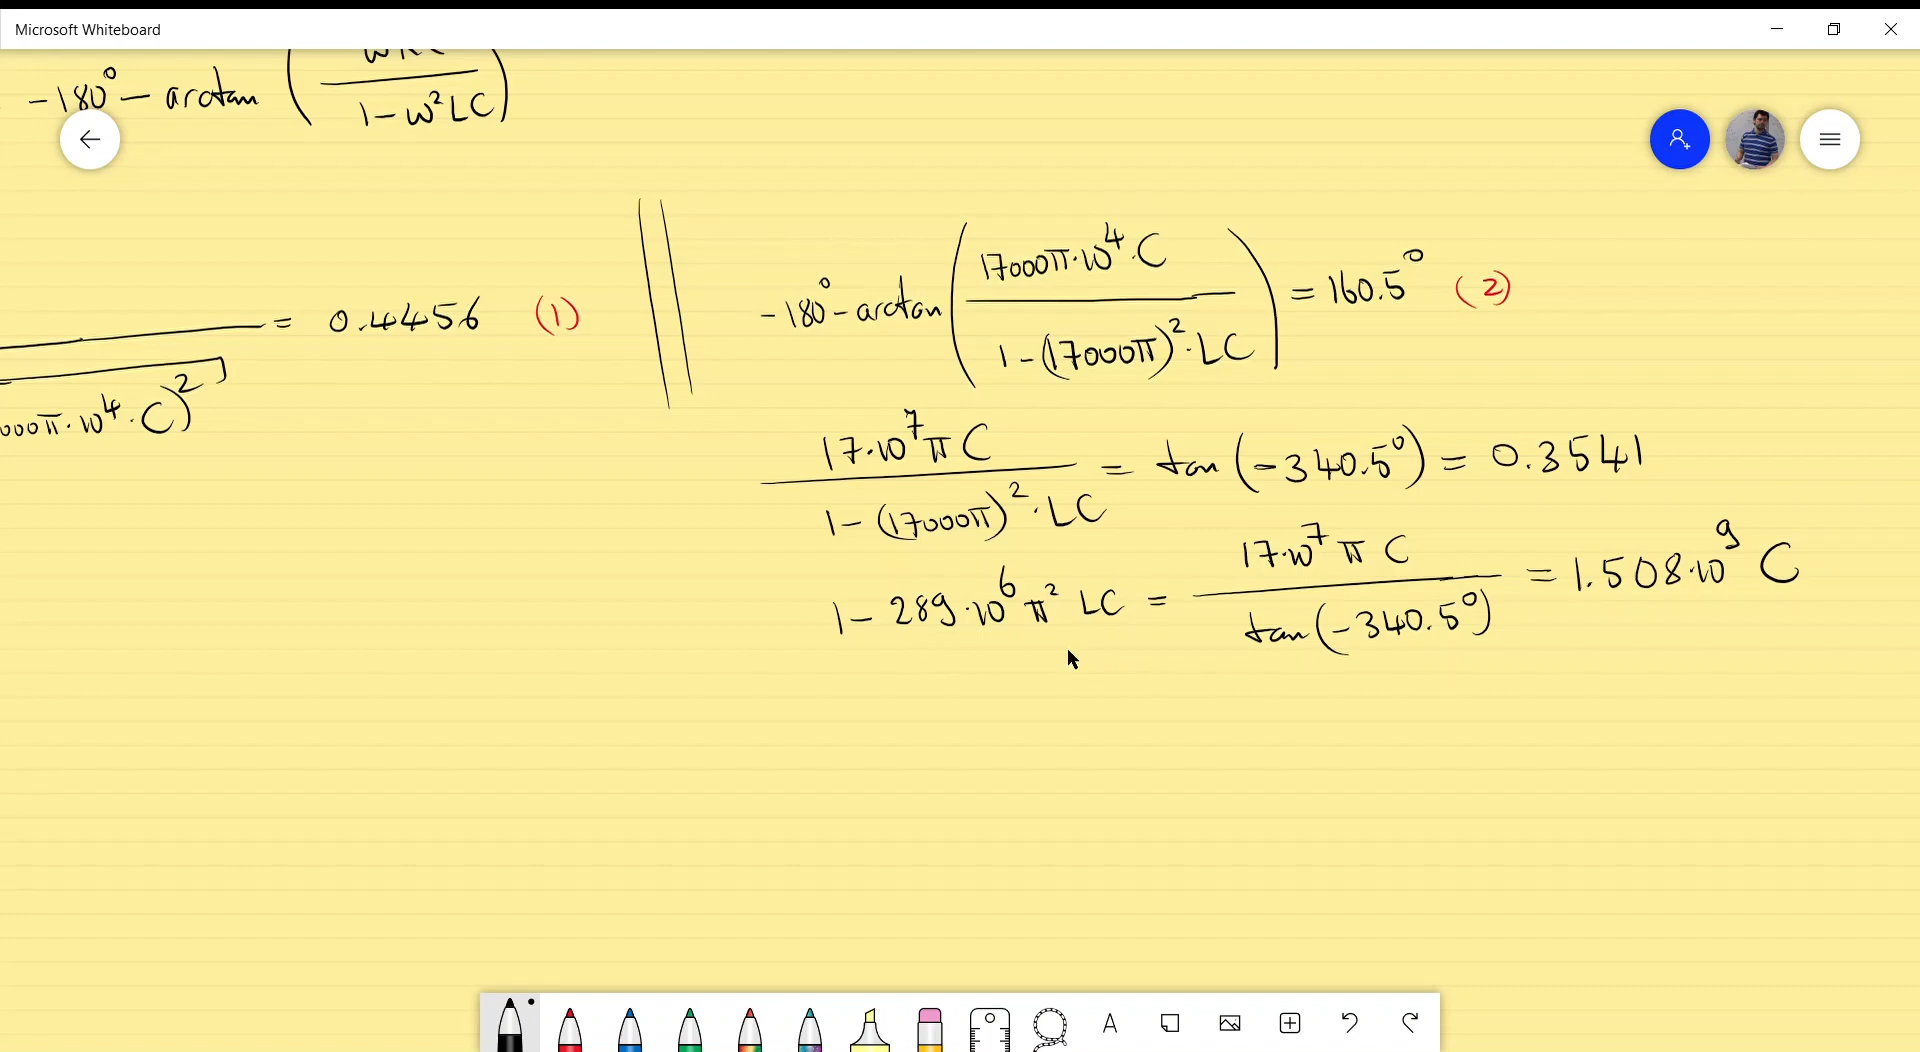 Microsoft Whiteboard
-180° - arctan ( / 1 - ω² LC )
= 0.4456 (1)
000π · 10⁴ · C)²
-180° - arctan ( 17000π · 10⁴ · C / 1 - (17000π)² · LC ) = 160.5° (2)
17 · 10⁷ π C / 1 - (17000π)² · LC = tan (-340.5°) = 0.3541
1 - 289 · 10⁶ π² LC = 17 · 10⁷ π C / tan (-340.5°) = 1.508 · 10⁹ C
A